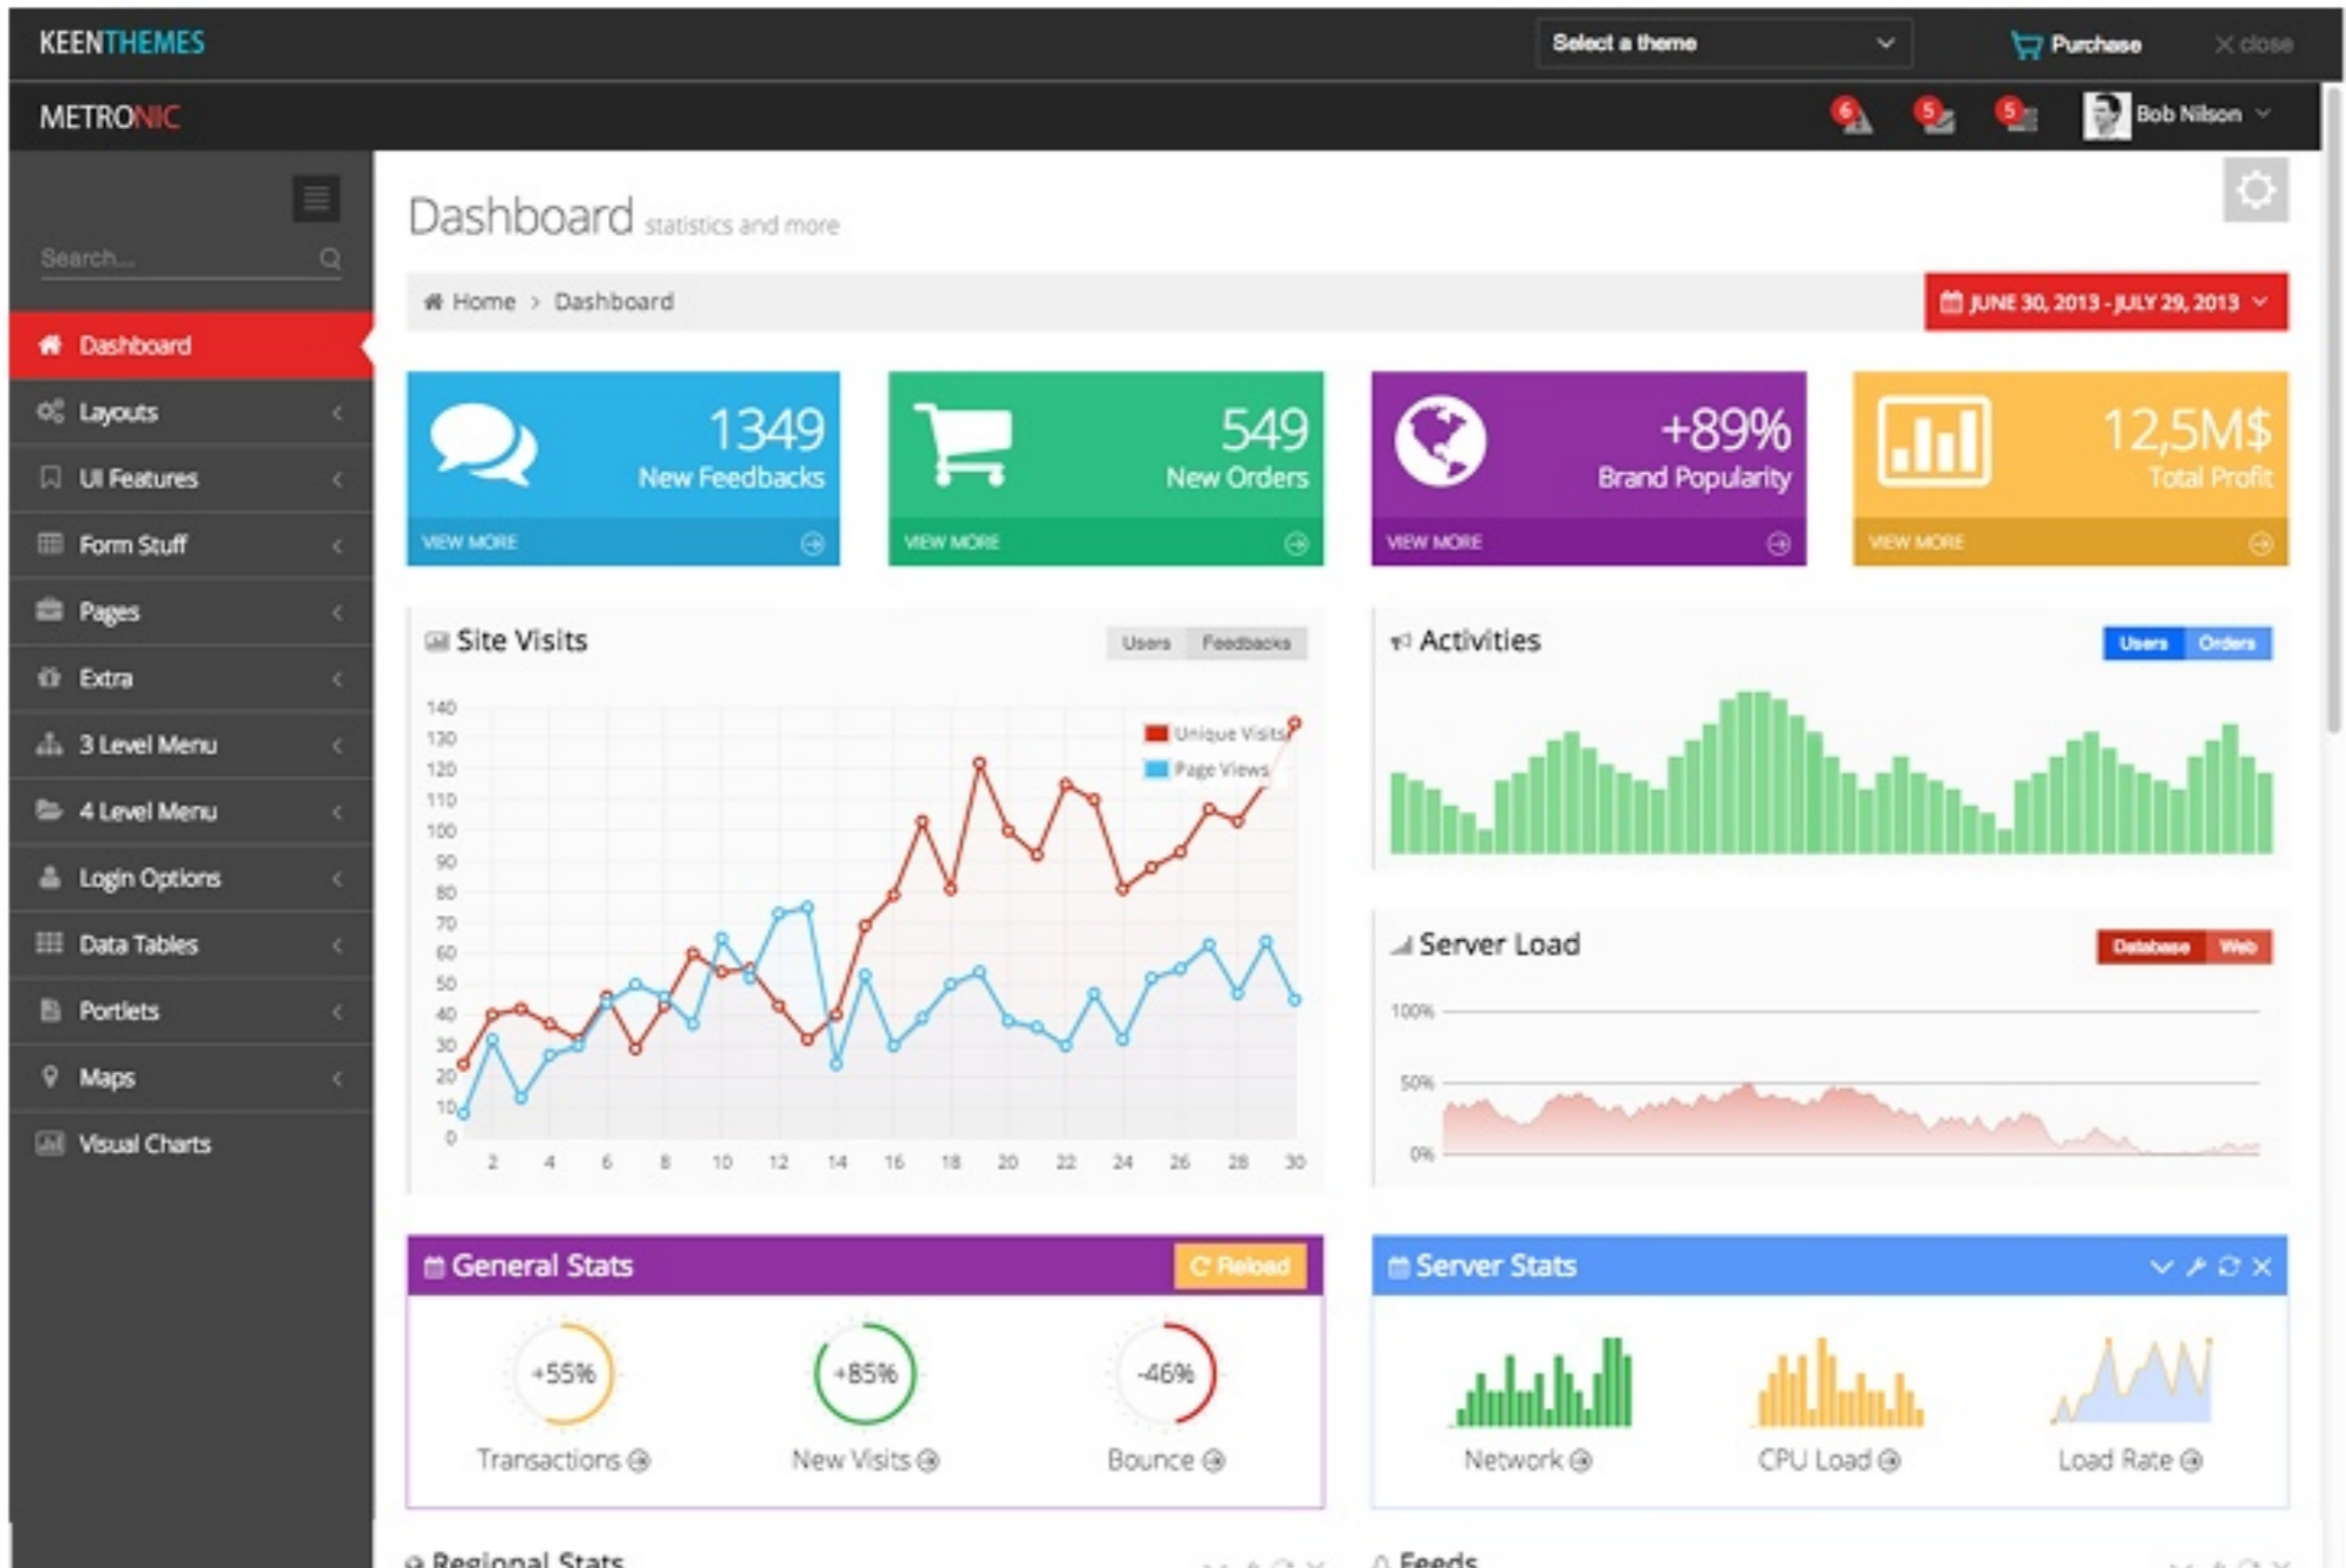 KEENTHEMES
Select a theme
Purchase
close
METRONIC
6
5
5
Bob Nilson
Search...
Dashboard
Layouts
UI Features
Form Stuff
Pages
Extra
3 Level Menu
4 Level Menu
Login Options
Data Tables
Portlets
Maps
Visual Charts
Dashboard statistics and more
Home > Dashboard
JUNE 30, 2013 - JULY 29, 2013
1349
New Feedbacks
VIEW MORE
549
New Orders
VIEW MORE
+89%
Brand Popularity
VIEW MORE
12,5M$
Total Profit
VIEW MORE
Site Visits
Users Feedbacks
Unique Visits
Page Views
140
130
120
110
100
90
80
70
60
50
40
30
20
10
0
2 4 6 8 10 12 14 16 18 20 22 24 26 28 30
Activities
Users Orders
Server Load
Database Web
100%
50%
0%
General Stats
Reload
+55%
Transactions
+85%
New Visits
-46%
Bounce
Server Stats
Network
CPU Load
Load Rate
Regional Stats
Feeds